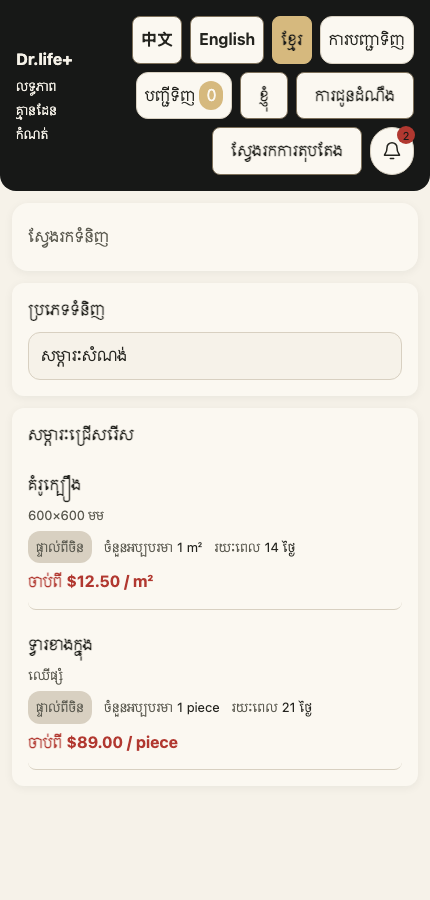 Dr.life+
លទ្ធភាព
គ្មានដែន
កំណត់
中文 English ខ្មែរ ការបញ្ជាទិញ
បញ្ជីទិញ 0 ខ្ញុំ ការជូនដំណឹង
ស្វែងរកការតុបតែង 2
ស្វែងរកទំនិញ
ប្រភេទទំនិញ
សម្ភារៈសំណង់
សម្ភារៈជ្រើសរើស
គំរូក្បឿង
600×600 មម
ផ្ទាល់ពីចិន ចំនួនអប្បបរមា 1 m² រយៈពេល 14 ថ្ងៃ
ចាប់ពី $12.50 / m²
ទ្វារខាងក្នុង
ឈើផ្សំ
ផ្ទាល់ពីចិន ចំនួនអប្បបរមា 1 piece រយៈពេល 21 ថ្ងៃ
ចាប់ពី $89.00 / piece